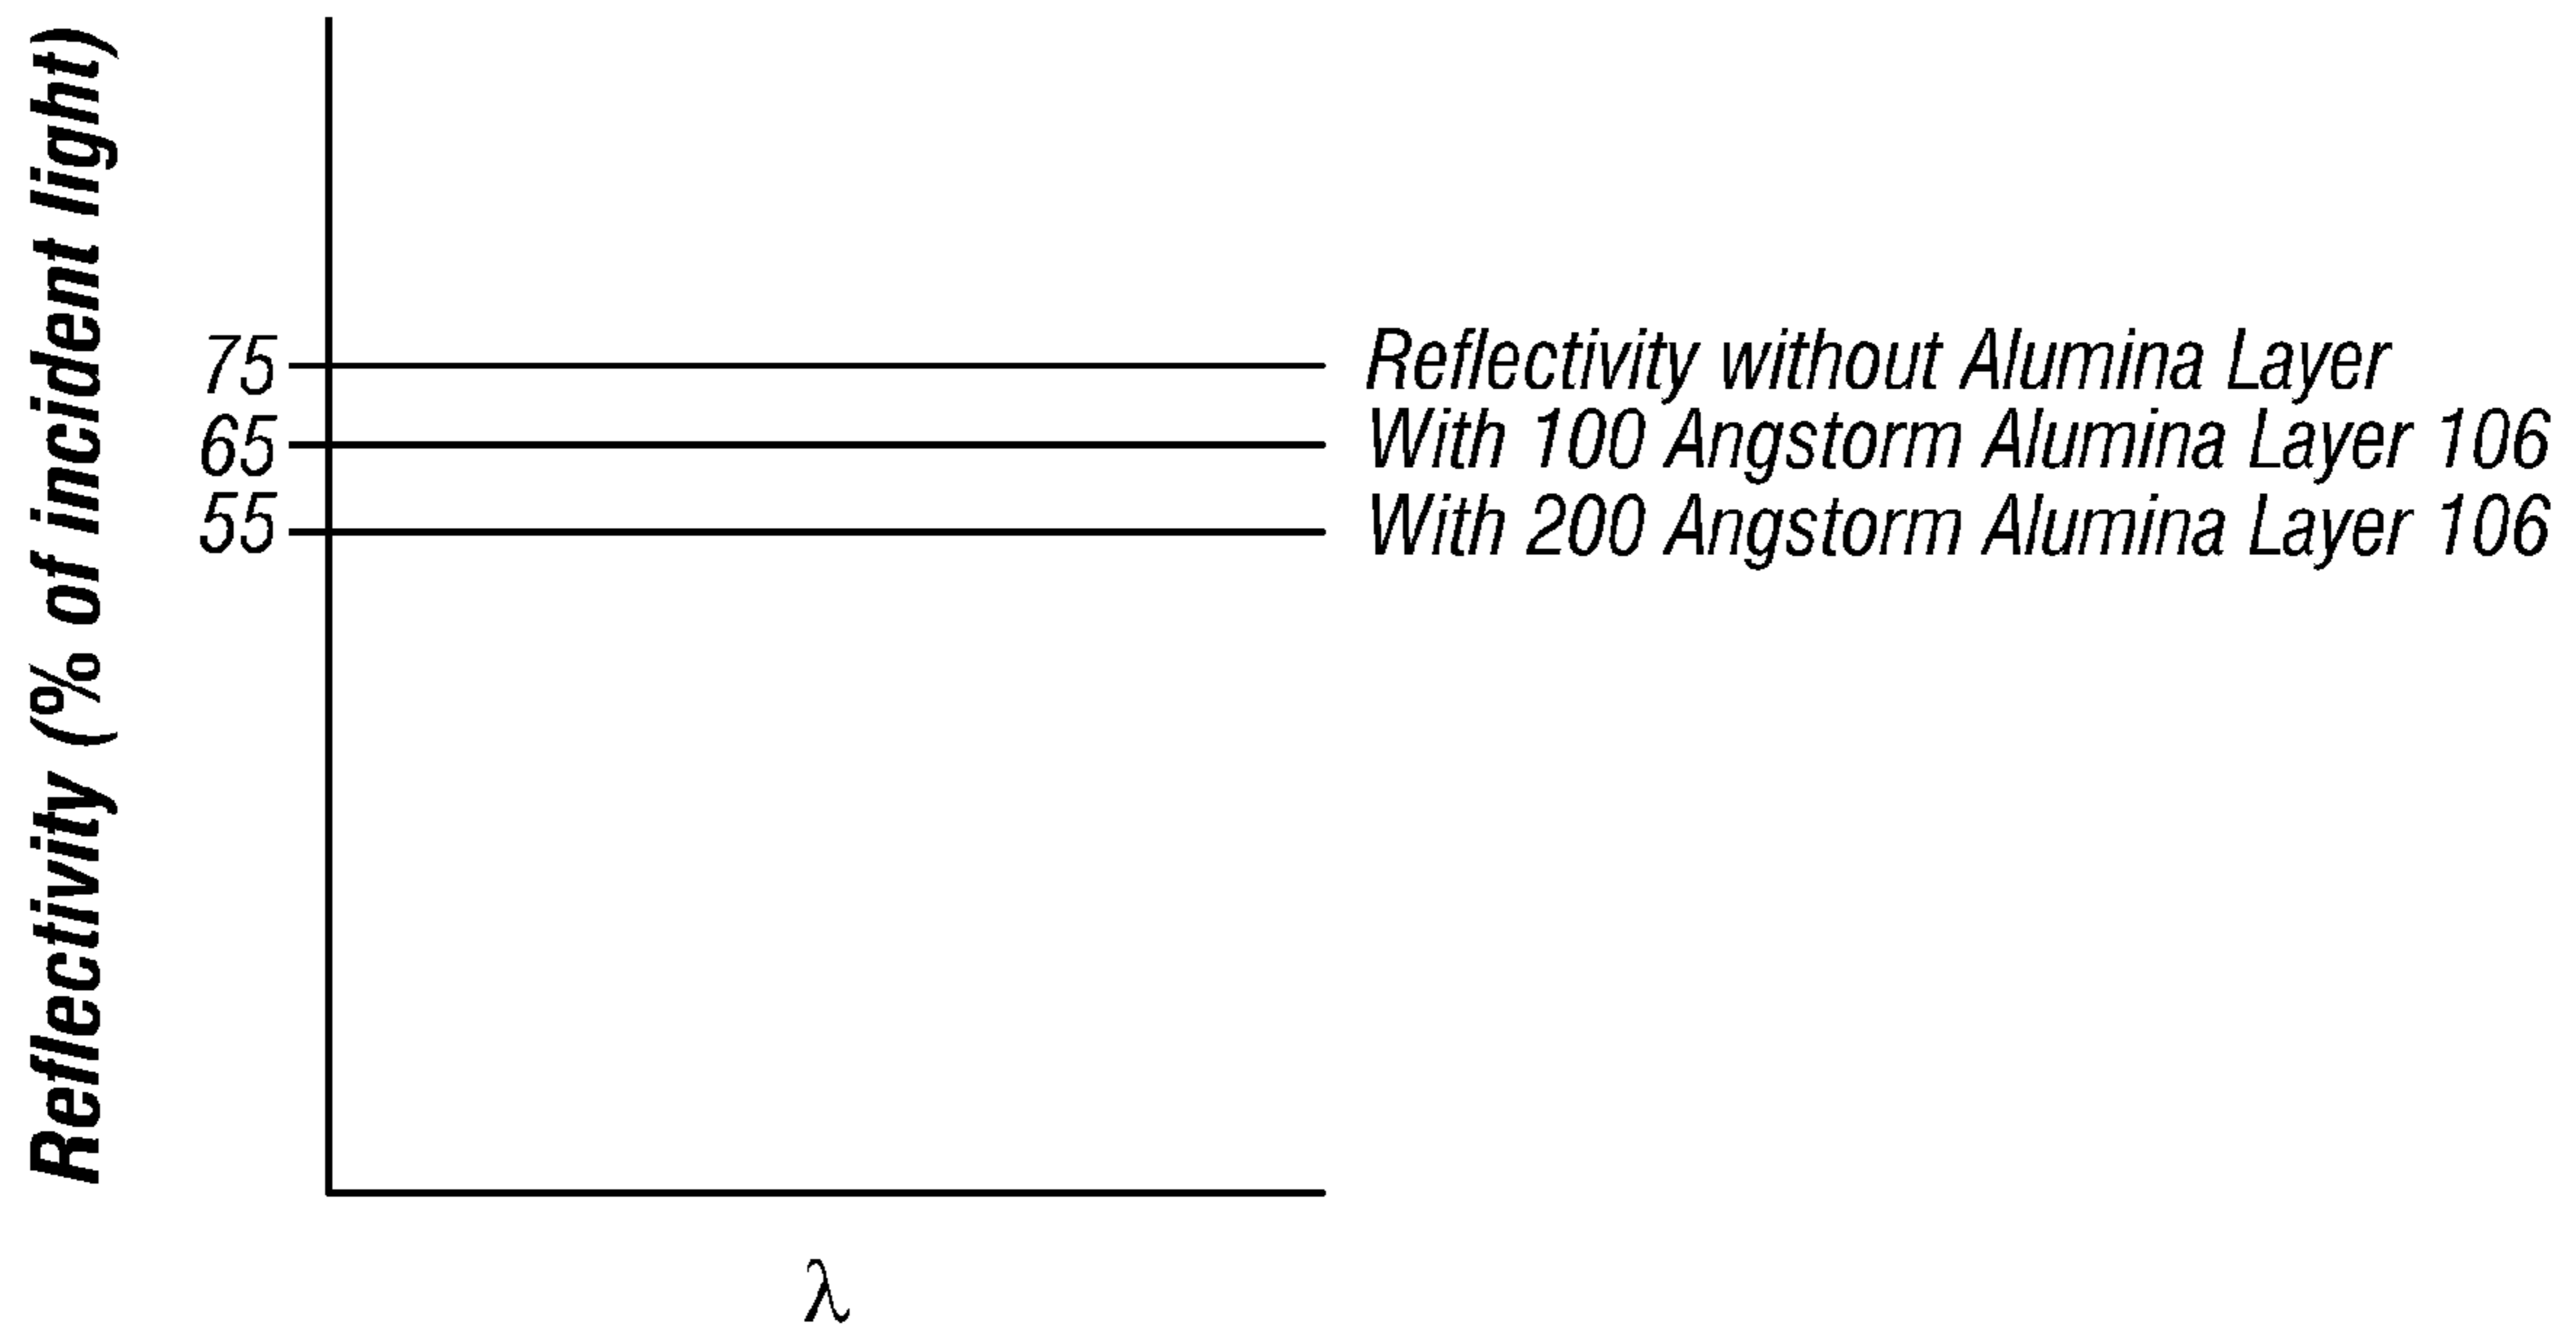 Reflectivity (% of incident light)
75
Reflectivity without Alumina Layer
65
With 100 Angstorm Alumina Layer 106
55
With 200 Angstorm Alumina Layer 106
λ